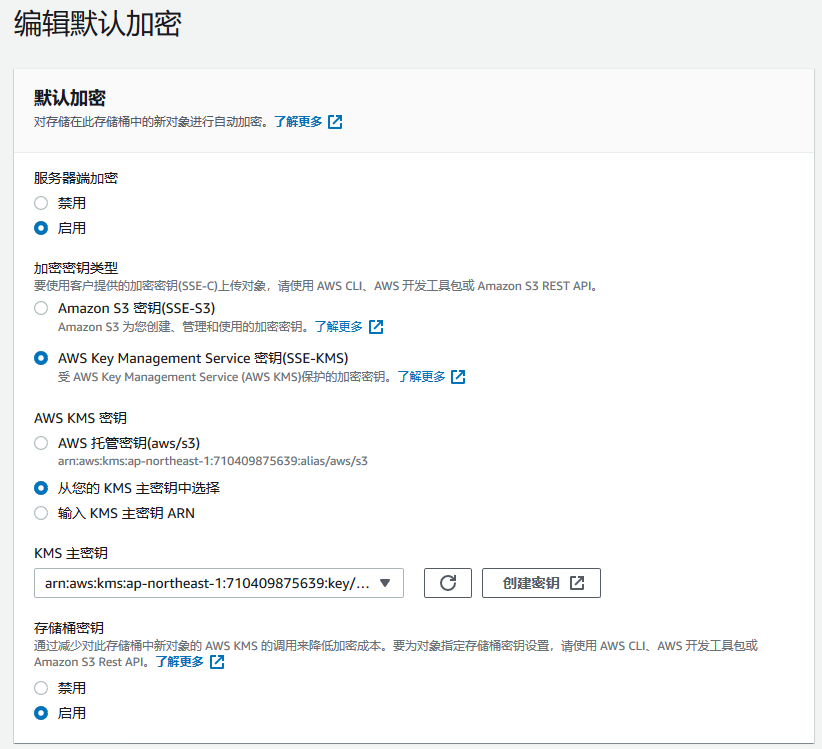 编辑默认加密
默认加密
对存储在此存储桶中的新对象进行自动加密。了解更多
服务器端加密
禁用
启用
加密密钥类型
要使用客户提供的加密密钥(SSE-C)上传对象，请使用 AWS CLI、AWS 开发工具包或 Amazon S3 REST API。
Amazon S3 密钥(SSE-S3)
Amazon S3 为您创建、管理和使用的加密密钥。了解更多
AWS Key Management Service 密钥(SSE-KMS)
受 AWS Key Management Service (AWS KMS)保护的加密密钥。了解更多
AWS KMS 密钥
AWS 托管密钥(aws/s3)
arn:aws:kms:ap-northeast-1:710409875639:alias/aws/s3
从您的 KMS 主密钥中选择
输入 KMS 主密钥 ARN
KMS 主密钥
arn:aws:kms:ap-northeast-1:710409875639:key/... 创建密钥
存储桶密钥
通过减少对此存储桶中新对象的 AWS KMS 的调用来降低加密成本。要为对象指定存储桶密钥设置，请使用 AWS CLI、AWS 开发工具包或
Amazon S3 Rest API。了解更多
禁用
启用